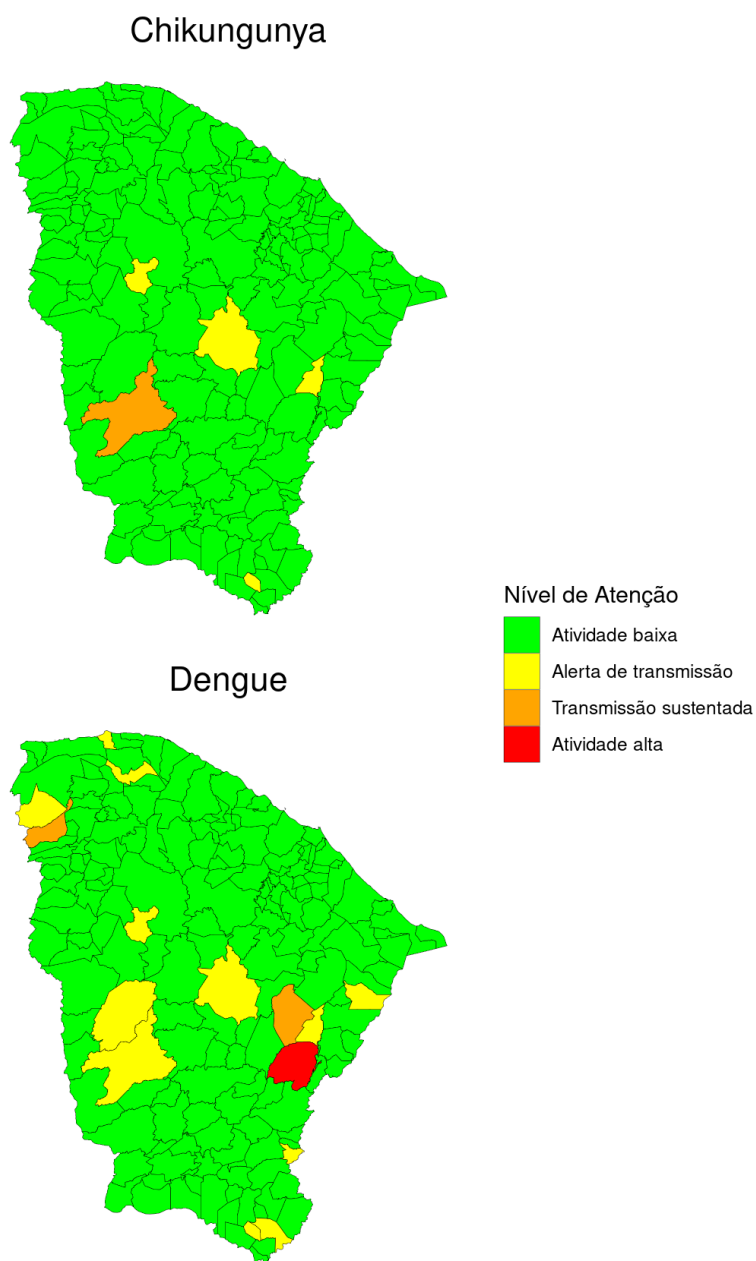 Chikungunya
Nível de Atenção
Atividade baixa
Alerta de transmissão
Transmissão sustentada
Atividade alta
Dengue